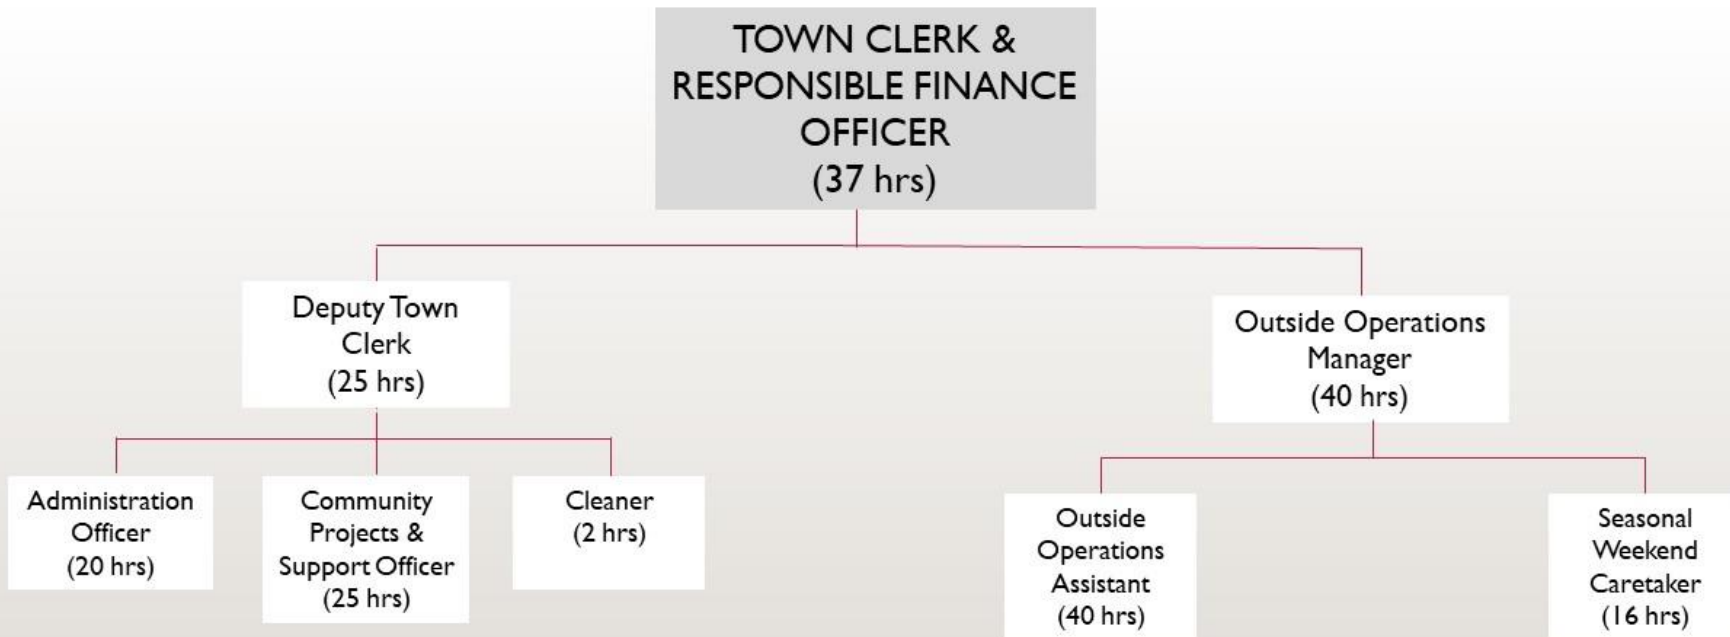 TOWN CLERK &
RESPONSIBLE FINANCE
OFFICER
(37 hrs)
Deputy Town
Clerk
(25 hrs)
Outside Operations
Manager
(40 hrs)
Administration
Officer
(20 hrs)
Community
Projects &
Support Officer
(25 hrs)
Cleaner
(2 hrs)
Outside
Operations
Assistant
(40 hrs)
Seasonal
Weekend
Caretaker
(16 hrs)